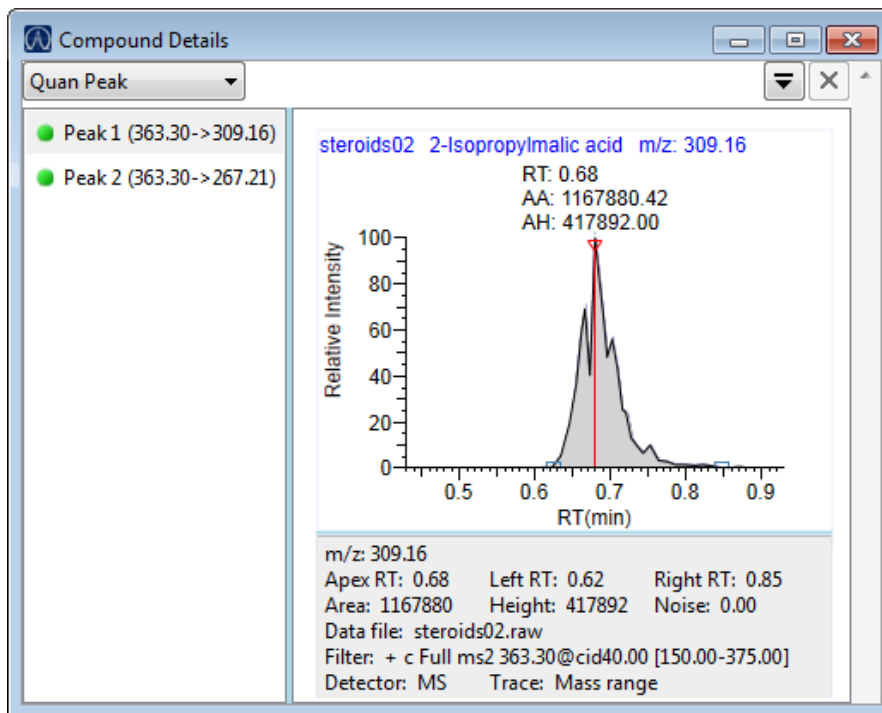 Compound Details
Quan Peak
Peak 1 (363.30->309.16)
Peak 2 (363.30->267.21)
steroids02 2-Isopropylmalic acid m/z: 309.16
RT: 0.68
AA: 1167880.42
AH: 417892.00
Relative Intensity
100
80
60
40
20
0
0.5 0.6 0.7 0.8 0.9
RT(min)
m/z: 309.16
Apex RT: 0.68 Left RT: 0.62 Right RT: 0.85
Area: 1167880 Height: 417892 Noise: 0.00
Data file: steroids02.raw
Filter: + c Full ms2 363.30@cid40.00 [150.00-375.00]
Detector: MS Trace: Mass range